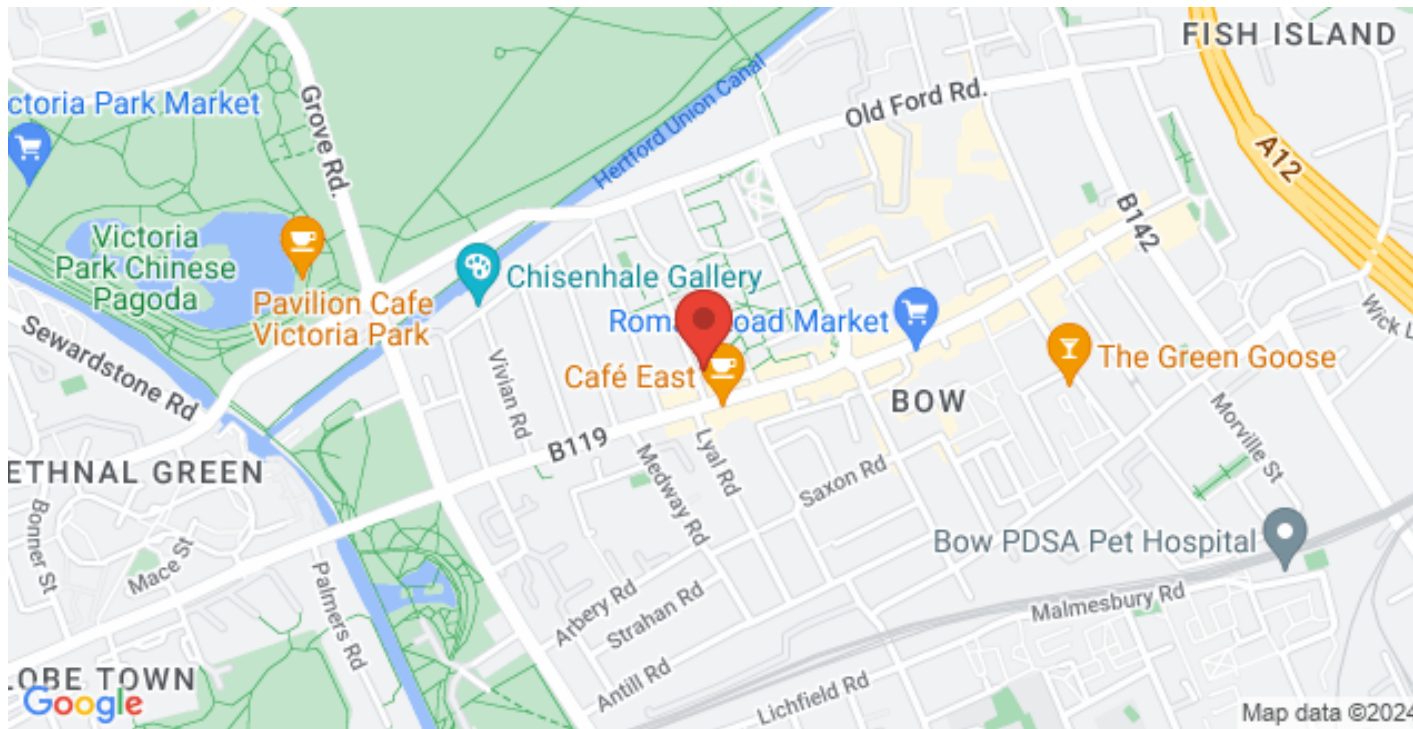 FISH ISLAND
ctoria Park Market
Grove Rd.
Hertford Union Canal
Old Ford Rd.
A12
B142
Victoria
Park Chinese
Pagoda
Pavilion Cafe
Victoria Park
Chisenhale Gallery
Roma
oad Market
Café East
The Green Goose
BOW
Wick L
Sewardstone Rd
Vivian Rd
B119
Medway Rd
Lyal Rd
Saxon Rd
Morville St
ETHNAL GREEN
Bonner St
Mace St
Palmers Rd
Arbery Rd
Strahan Rd
Antill Rd
Lichfield Rd
Malmesbury Rd
Bow PDSA Pet Hospital
LOBE TOWN
Google
Map data ©2024